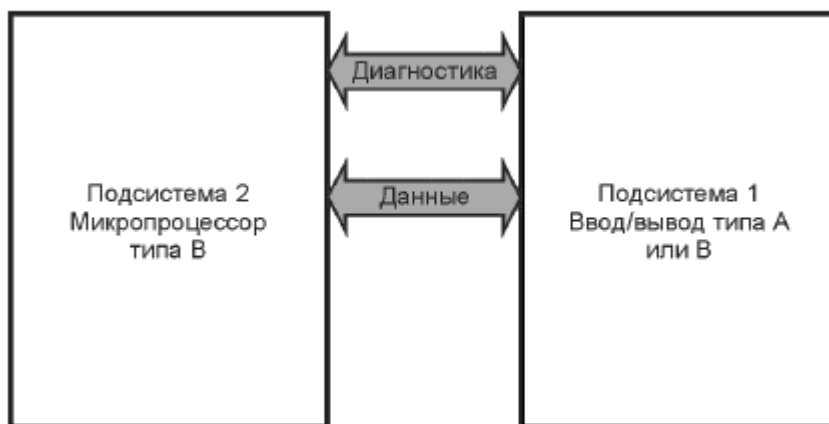 Диагностика
Данные
Подсистема 2
Микропроцессор
типа В
Подсистема 1
Ввод/вывод типа А
или В